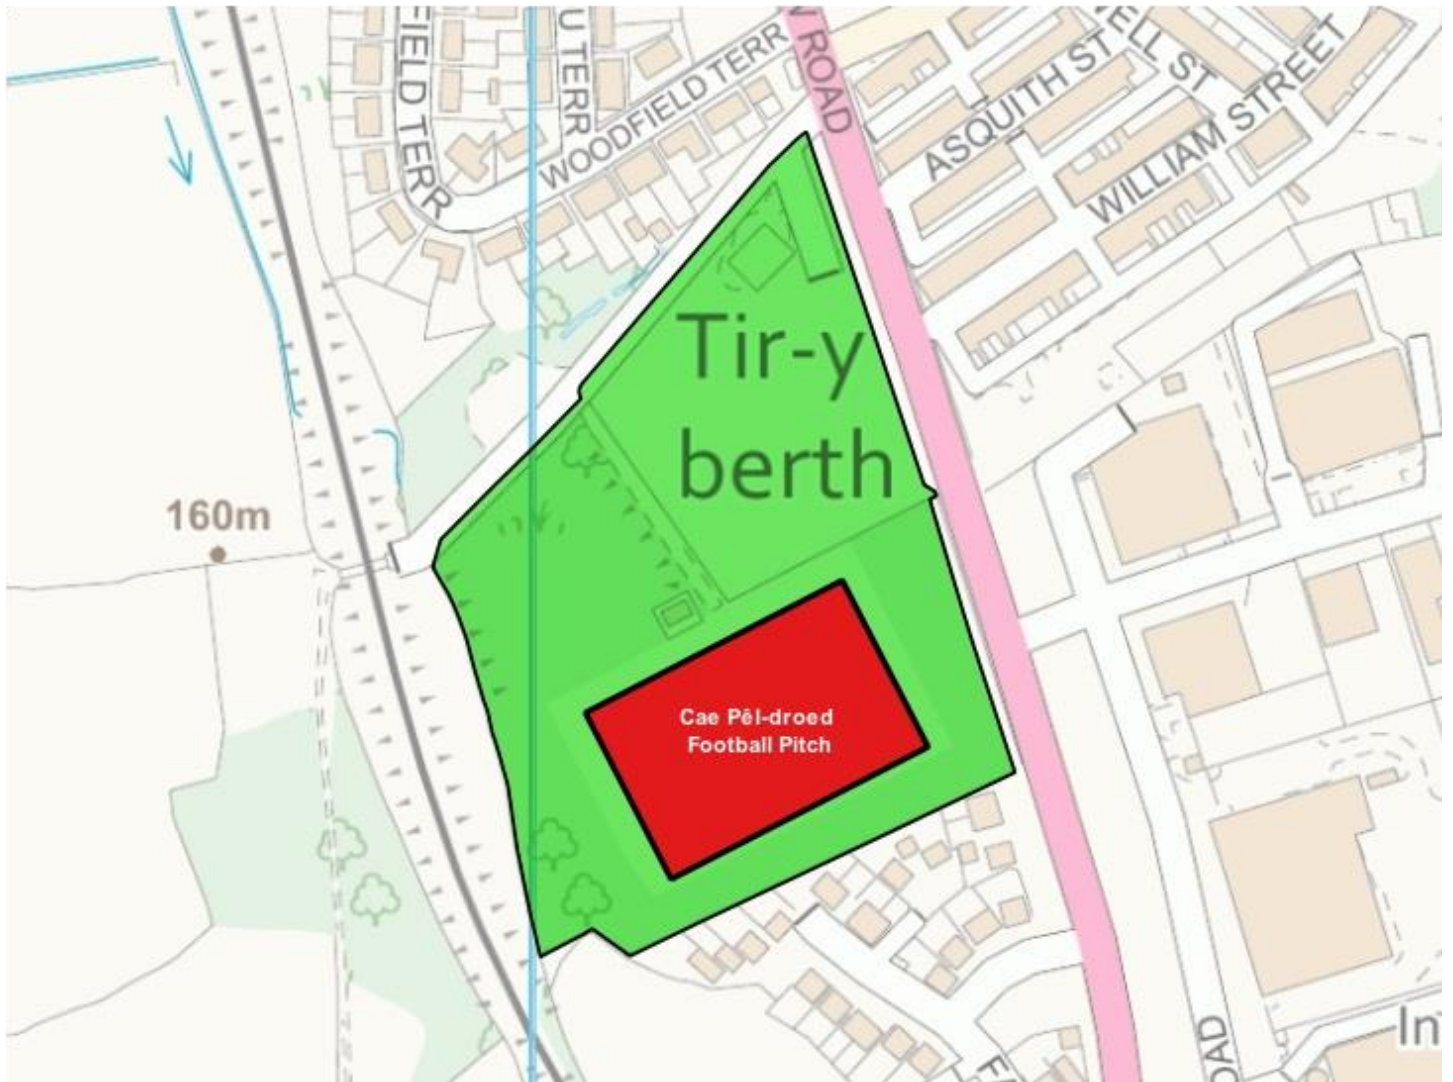 FIELD TERR
U TERR
WOODFIELD TERR
W ROAD
ASQUITH ST
ELL ST
WILLIAM STREET
Tir-y
berth
160m
Cae Pêl-droed
Football Pitch
OAD
In